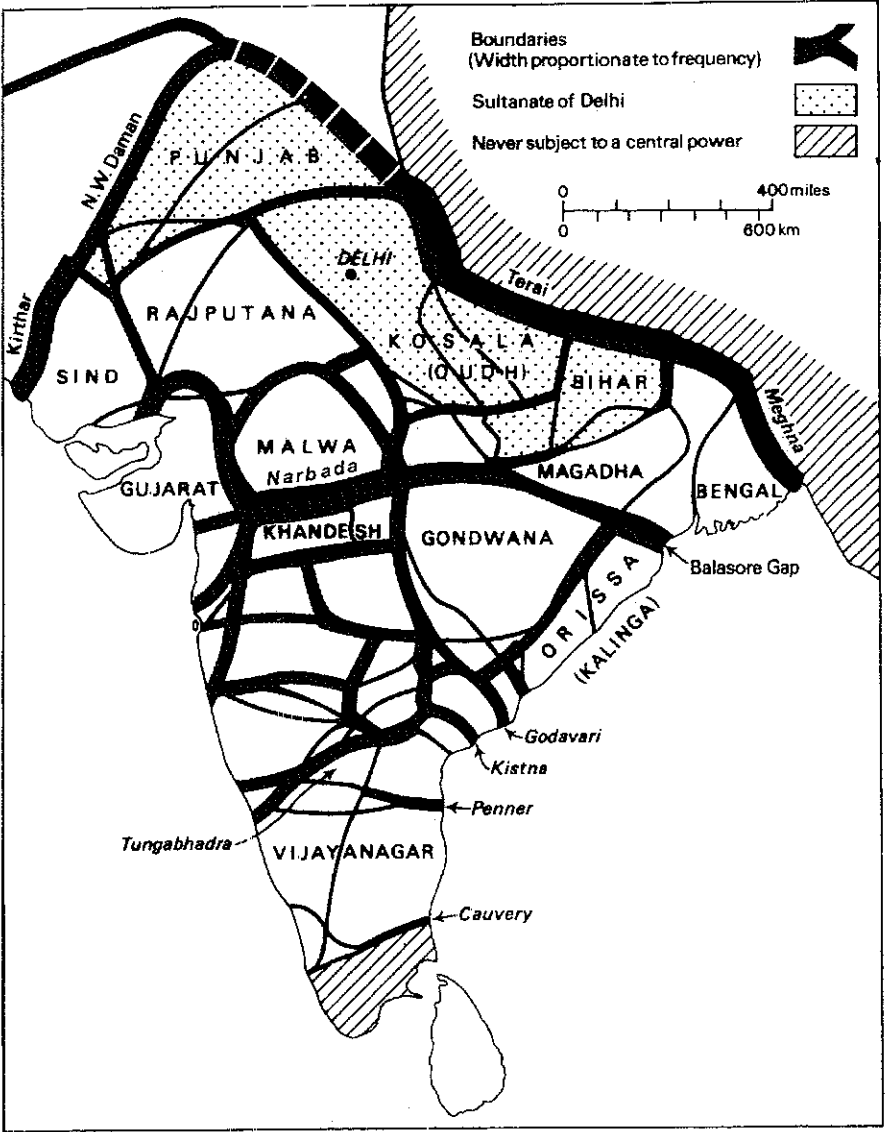 Boundaries
(Width proportionate to frequency)
Sultanate of Delhi
Never subject to a central power
0 400 miles
0 600 km
N.W. Daman
PUNJAB
DELHI
Terai
Kirthar
RAJPUTANA
KOSALA
(OUDH)
SIND
BIHAR
Meghna
MALWA
Narbada
MAGADHA
GUJARAT
BENGAL
KHANDESH
GONDWANA
Balasore Gap
ORISSA
(KALINGA)
Godavari
Kistna
Penner
Tungabhadra
VIJAYANAGAR
Cauvery